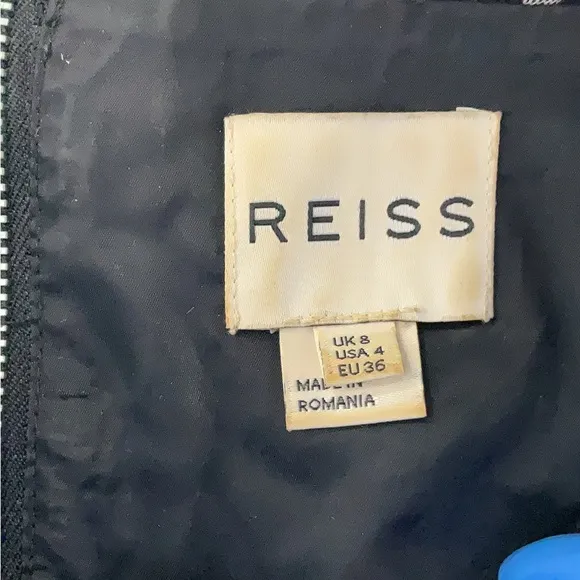 REISS
UK 8
USA 4
EU 36
MADE IN
ROMANIA